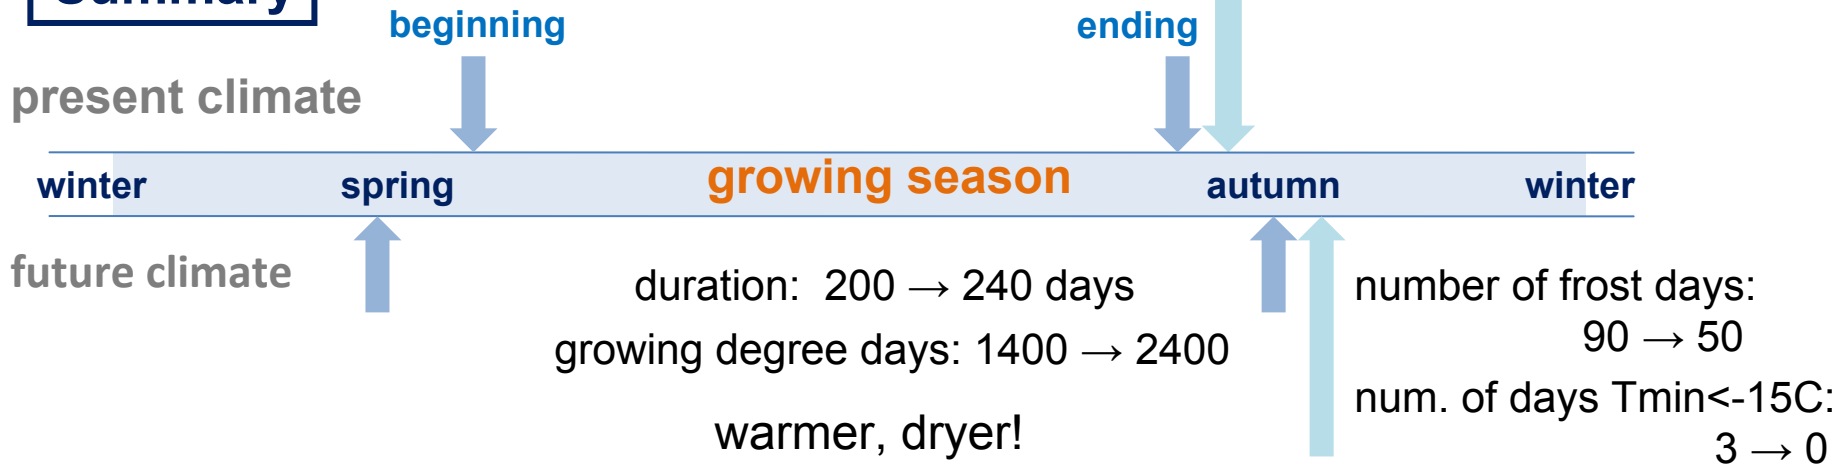 Summary
beginning
ending
present climate
winter spring growing season autumn winter
future climate
duration: 200 → 240 days
growing degree days: 1400 → 2400
warmer, dryer!
number of frost days:
90 → 50
num. of days Tmin<-15C:
3 → 0